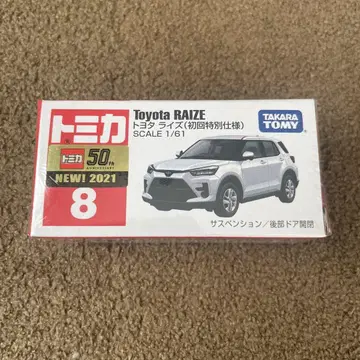 トミカ
トミカ 50th
ANNIVERSARY
NEW! 2021
8
Toyota RAIZE
トヨタ ライズ(初回特別仕様)
SCALE 1/61
TAKARA
TOMY
サスペンション/後部ドア開閉